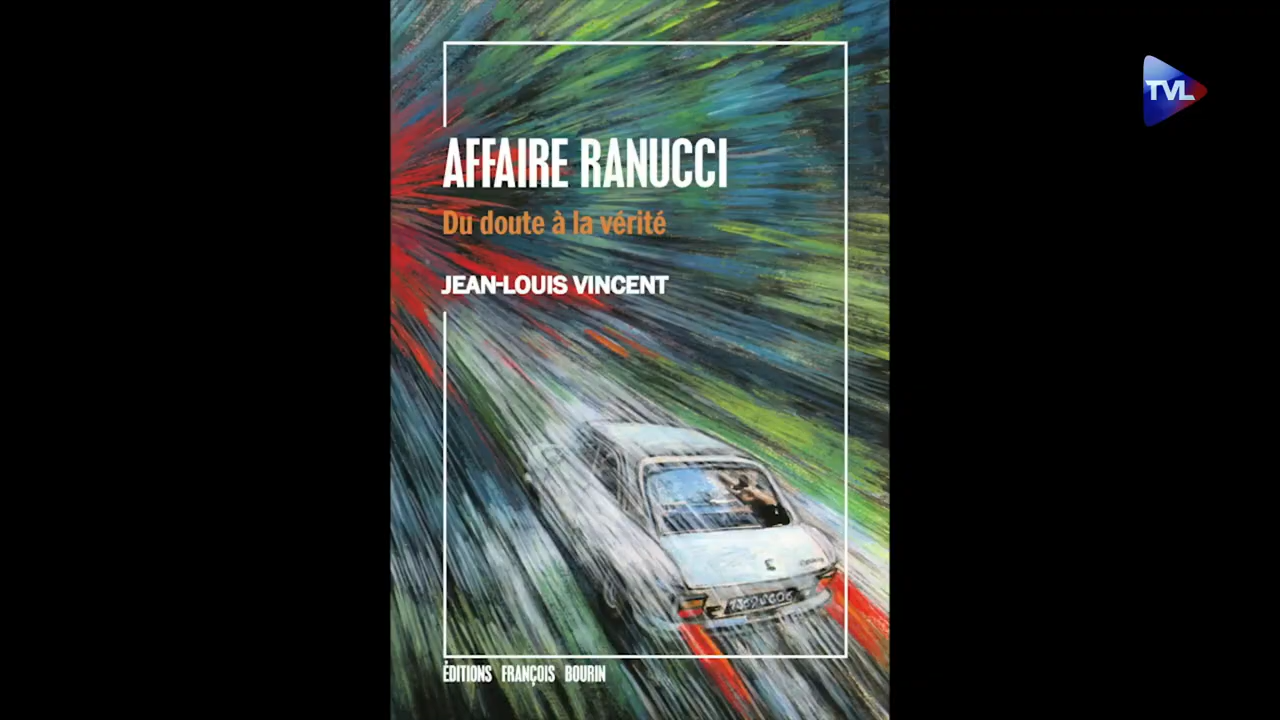 TVL
AFFAIRE RANUCCI
Du doute à la vérité
JEAN-LOUIS VINCENT
ÉDITIONS FRANÇOIS BOURIN